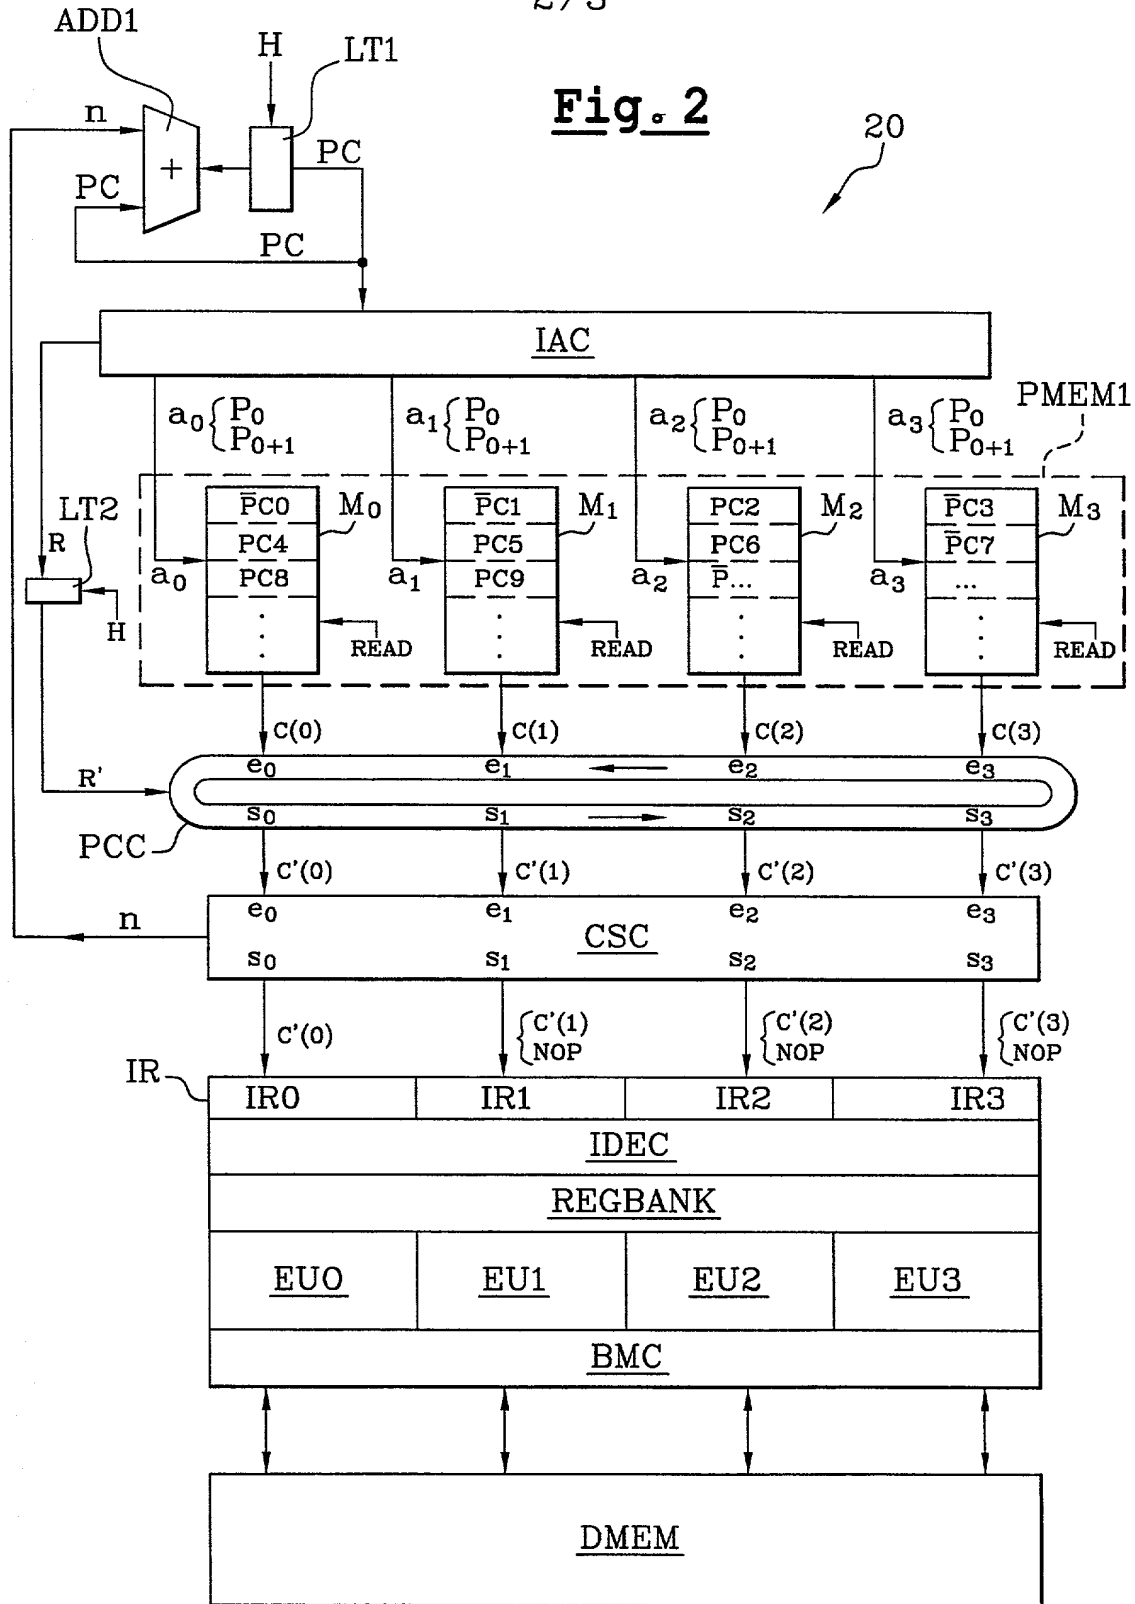 2/3
ADD1
H
LT1
Fig. 2
20
n
+
PC
PC
PC
IAC
a0 { P0 P0+1
a1 { P0 P0+1
a2 { P0 P0+1
a3 { P0 P0+1
PMEM1
P̅C0
PC4
PC8
M0
P̅C1
PC5
PC9
M1
PC2
PC6
P̅...
M2
P̅C3
P̅C7
...
M3
LT2
R
H
a0
a1
a2
a3
READ
READ
READ
READ
C(0)
C(1)
C(2)
C(3)
R'
e0 e1 e2 e3
s0 s1 s2 s3
PCC
C'(0)
C'(1)
C'(2)
C'(3)
n
e0 e1 e2 e3
CSC
s0 s1 s2 s3
C'(0)
{ C'(1) NOP
{ C'(2) NOP
{ C'(3) NOP
IR
IR0 IR1 IR2 IR3
IDEC
REGBANK
EU0 EU1 EU2 EU3
BMC
DMEM